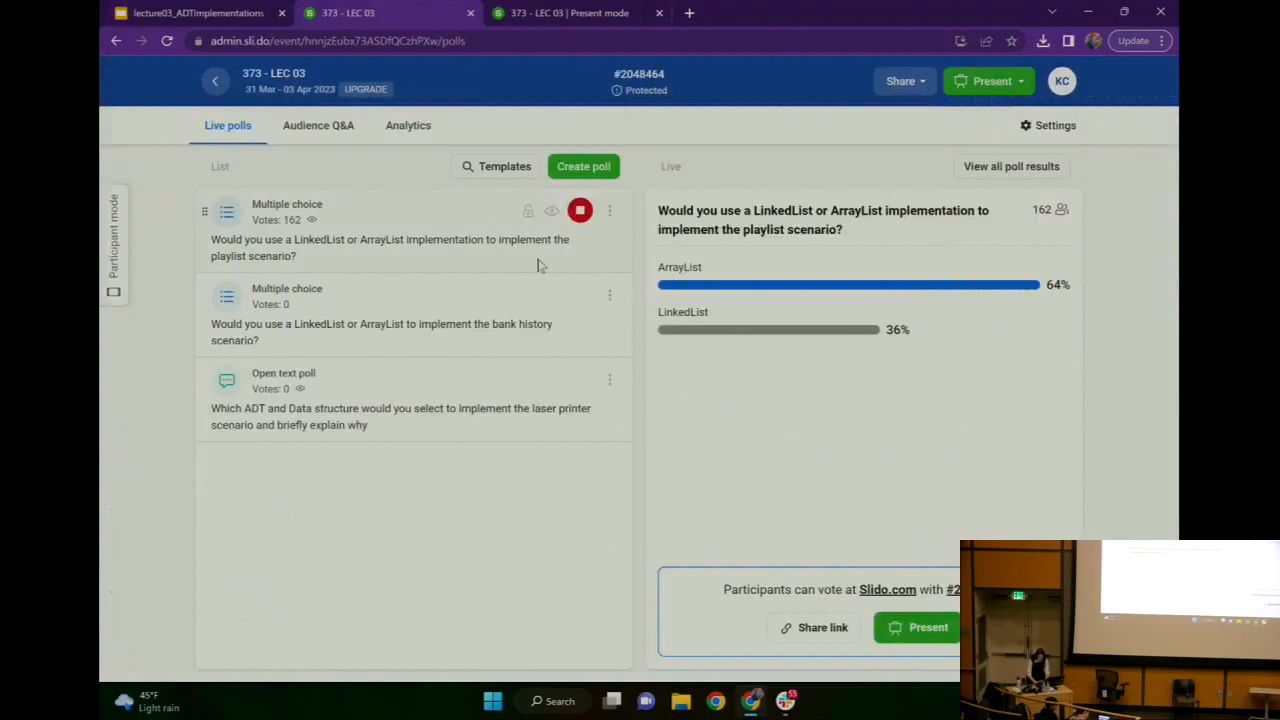 lecture03_ADTImplementations
373 - LEC 03
373 - LEC 03 | Present mode
admin.sli.do/event/hnnjzEubx73ASDfQCzhPXw/polls
Update
373 - LEC 03
31 Mar - 03 Apr 2023
UPGRADE
#2048464
Protected
Share
Present
KC
Live polls
Audience Q&A
Analytics
Settings
Participant mode
List
Templates
Create poll
Live
View all poll results
Multiple choice
Votes: 162
Would you use a LinkedList or ArrayList implementation to implement the
playlist scenario?
Multiple choice
Votes: 0
Would you use a LinkedList or ArrayList to implement the bank history
scenario?
Open text poll
Votes: 0
Which ADT and Data structure would you select to implement the laser printer
scenario and briefly explain why
Would you use a LinkedList or ArrayList implementation to
implement the playlist scenario?
162
ArrayList
64%
LinkedList
36%
Participants can vote at Slido.com with #2
Share link
Present
45°F
Light rain
Search
55